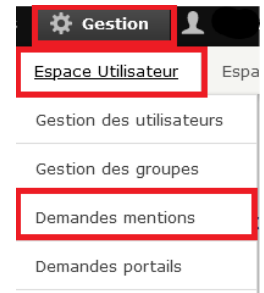 Gestion
Espace Utilisateur Espa
Gestion des utilisateurs
Gestion des groupes
Demandes mentions
Demandes portails